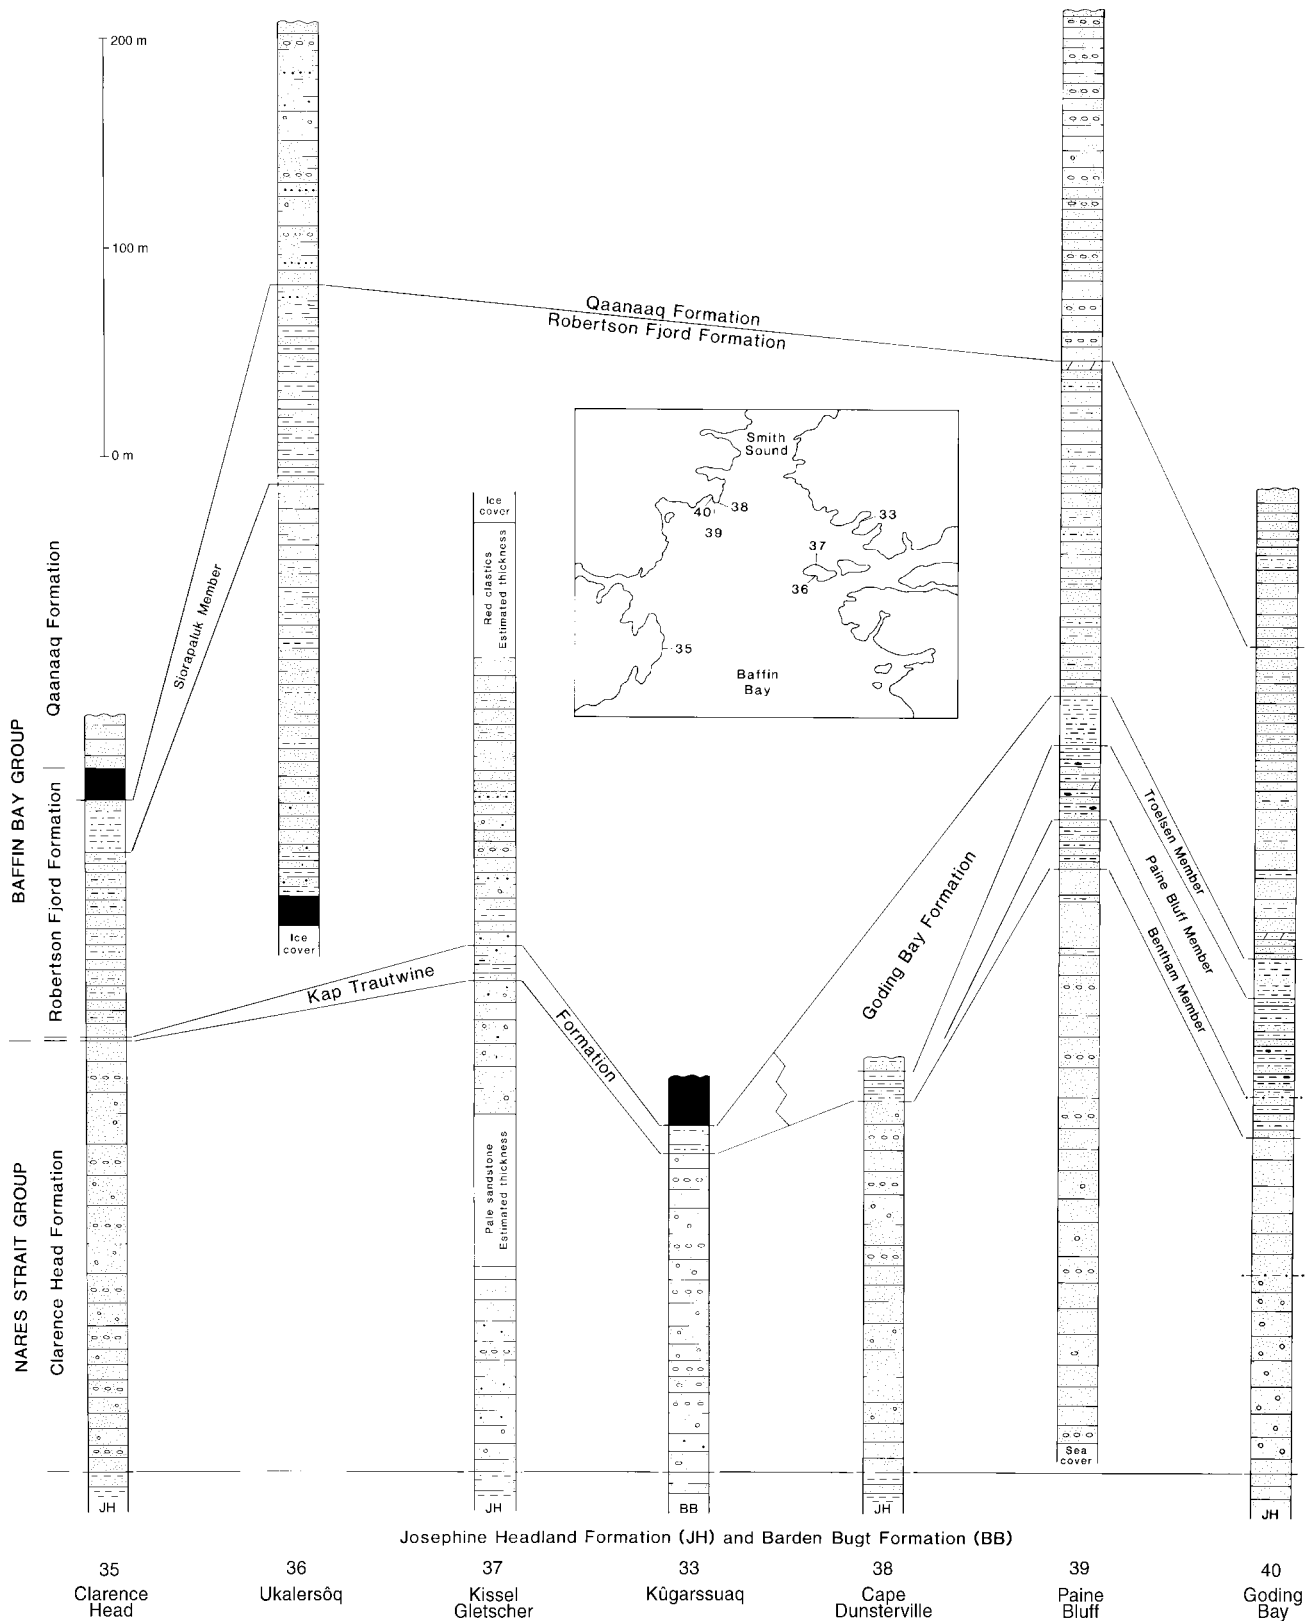 200 m
100 m
0 m
Qaanaaq Formation
Robertson Fjord Formation
Smith
Sound
40
38
39
33
37
36
35
Baffin
Bay
Ice
cover
Red clastics
Estimated thickness
Siorapaluk Member
BAFFIN BAY GROUP
Qaanaaq Formation
Robertson Fjord Formation
Ice
cover
Kap Trautwine
Formation
Goding Bay Formation
Troelsen Member
Paine Bluff Member
Bentham Member
NARES STRAIT GROUP
Clarence Head Formation
Pale sandstone
Estimated thickness
Sea
cover
JH
JH
BB
JH
JH
Josephine Headland Formation (JH) and Barden Bugt Formation (BB)
35
Clarence
Head
36
Ukalersôq
37
Kissel
Gletscher
33
Kûgarssuaq
38
Cape
Dunsterville
39
Paine
Bluff
40
Goding
Bay